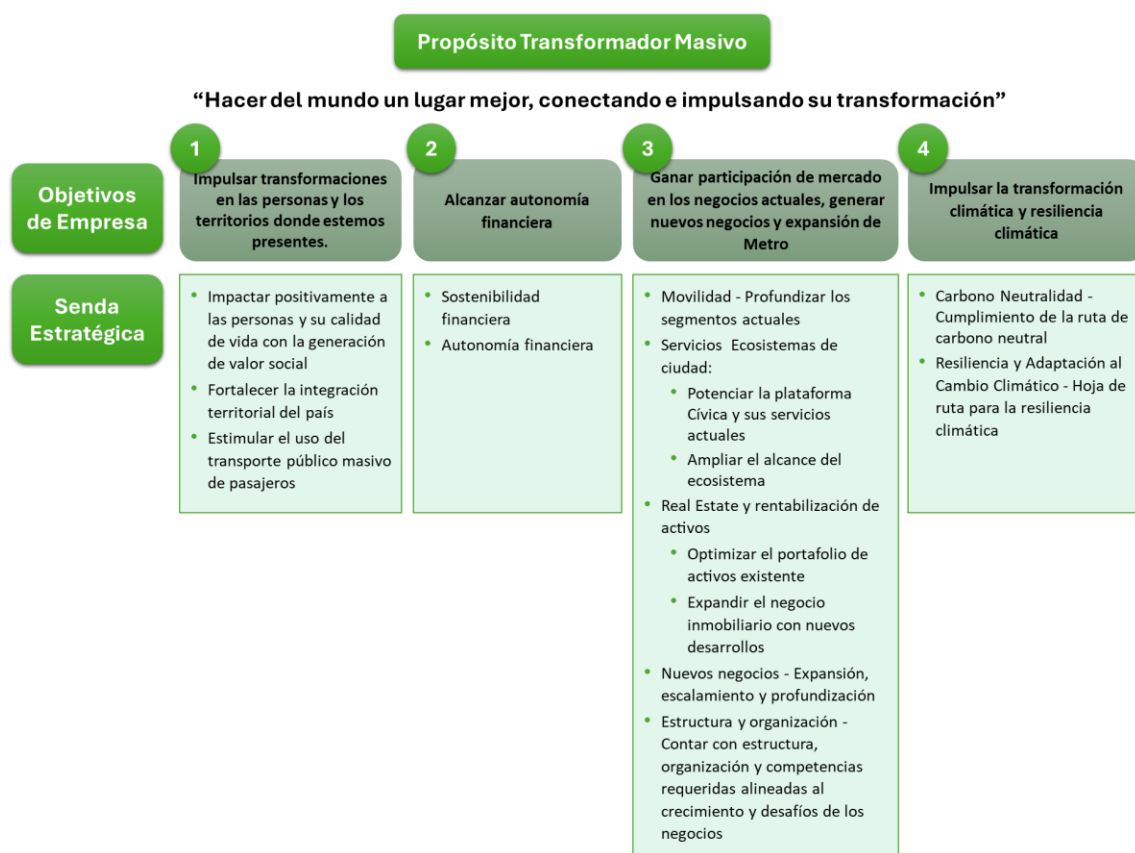 Propósito Transformador Masivo
“Hacer del mundo un lugar mejor, conectando e impulsando su transformación”
Objetivos
de Empresa
1
Impulsar transformaciones
en las personas y los
territorios donde estemos
presentes.
2
Alcanzar autonomía
financiera
3
Ganar participación de mercado
en los negocios actuales, generar
nuevos negocios y expansión de
Metro
4
Impulsar la transformación
climática y resiliencia
climática
Senda
Estratégica
• Impactar positivamente a
las personas y su calidad
de vida con la generación
de valor social
• Fortalecer la integración
territorial del país
• Estimular el uso del
transporte público masivo
de pasajeros
• Sostenibilidad
financiera
• Autonomía financiera
• Movilidad - Profundizar los
segmentos actuales
• Servicios Ecosistemas de
ciudad:
• Potenciar la plataforma
Cívica y sus servicios
actuales
• Ampliar el alcance del
ecosistema
• Real Estate y rentabilización de
activos
• Optimizar el portafolio de
activos existente
• Expandir el negocio
inmobiliario con nuevos
desarrollos
• Nuevos negocios - Expansión,
escalamiento y profundización
• Estructura y organización -
Contar con estructura,
organización y competencias
requeridas alineadas al
crecimiento y desafíos de los
negocios
• Carbono Neutralidad -
Cumplimiento de la ruta de
carbono neutral
• Resiliencia y Adaptación al
Cambio Climático - Hoja de
ruta para la resiliencia
climática